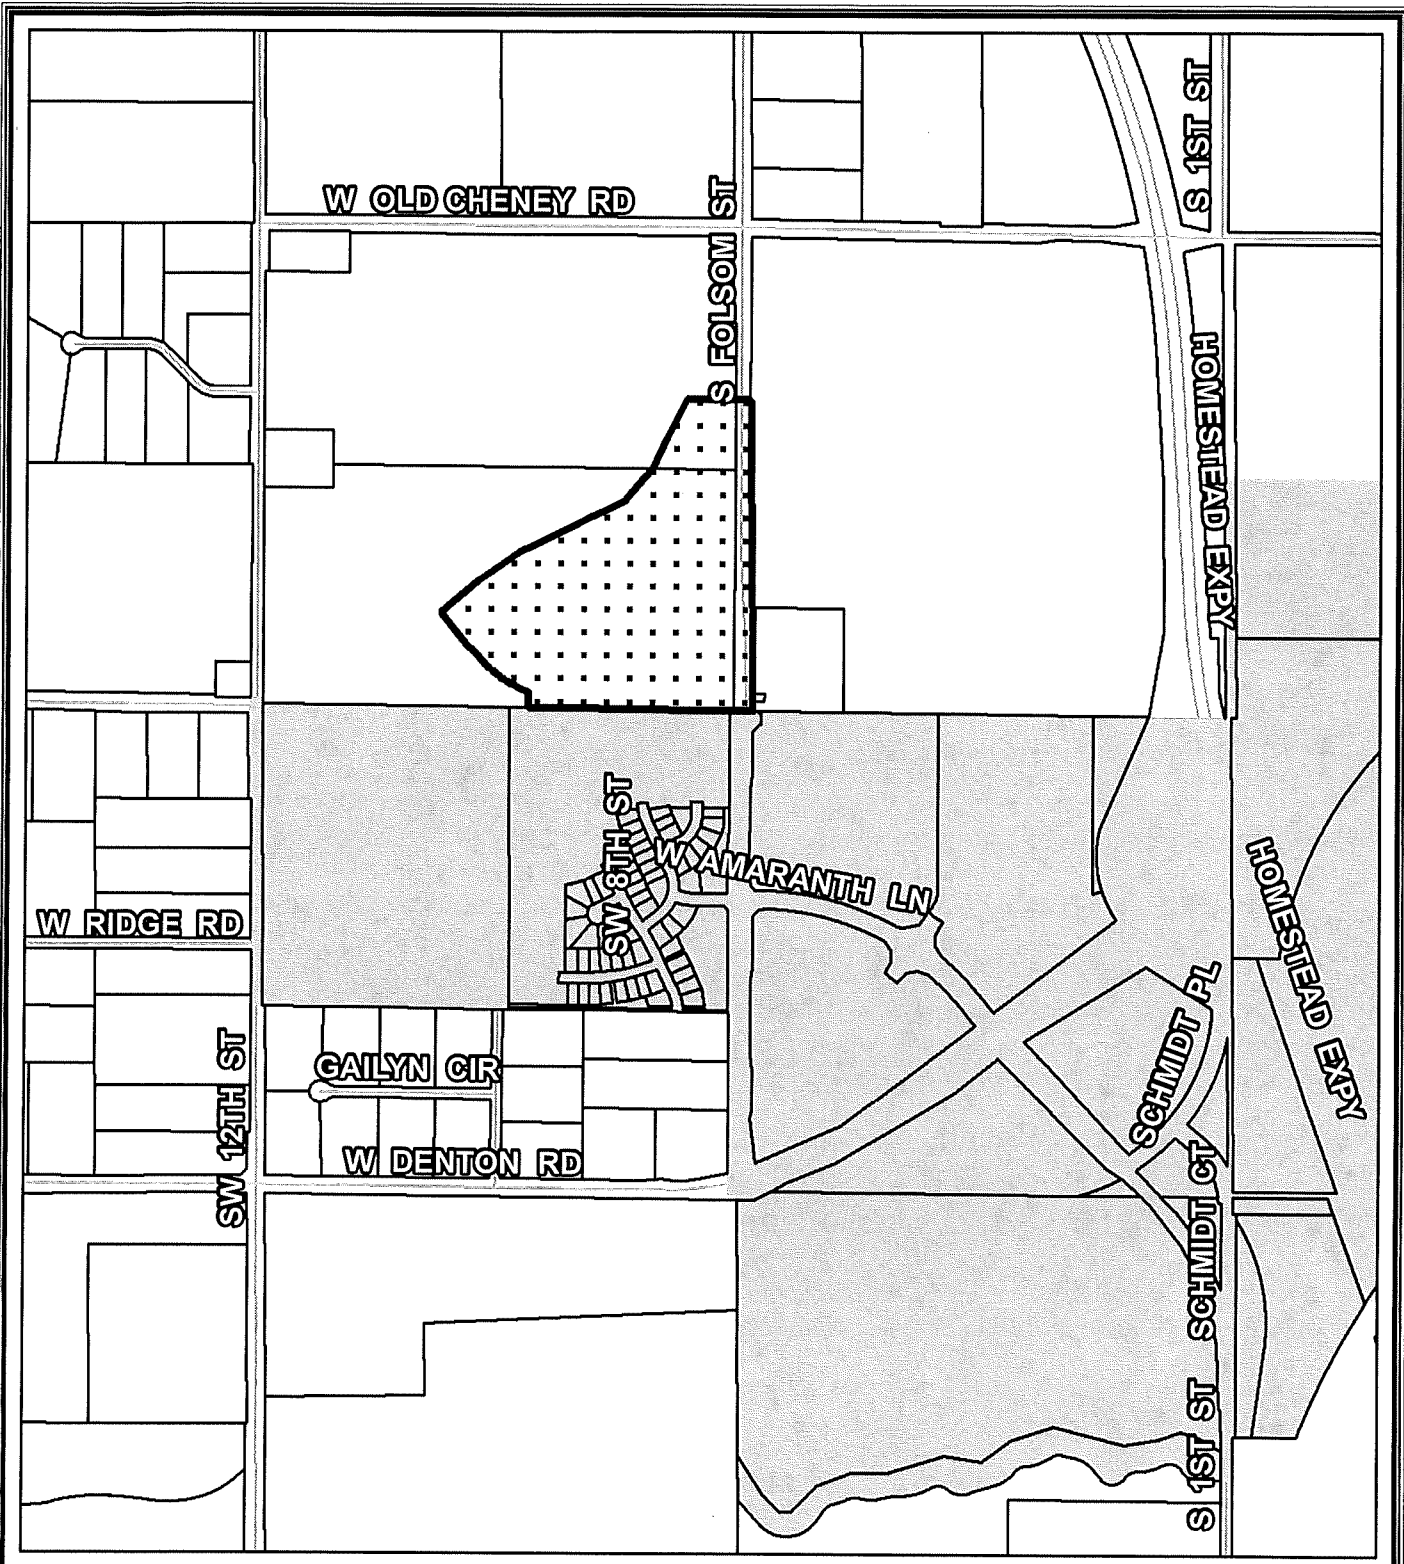 S 1ST ST
W OLD CHENEY RD
S FOLSOM ST
HOMESTEAD EXPY
SW 8TH ST
W AMARANTH LN
HOMESTEAD EXPY
W RIDGE RD
SCHMIDT PL
GAILYN CIR
SW 12TH ST
W DENTON RD
SCHMIDT CT
S 1ST ST